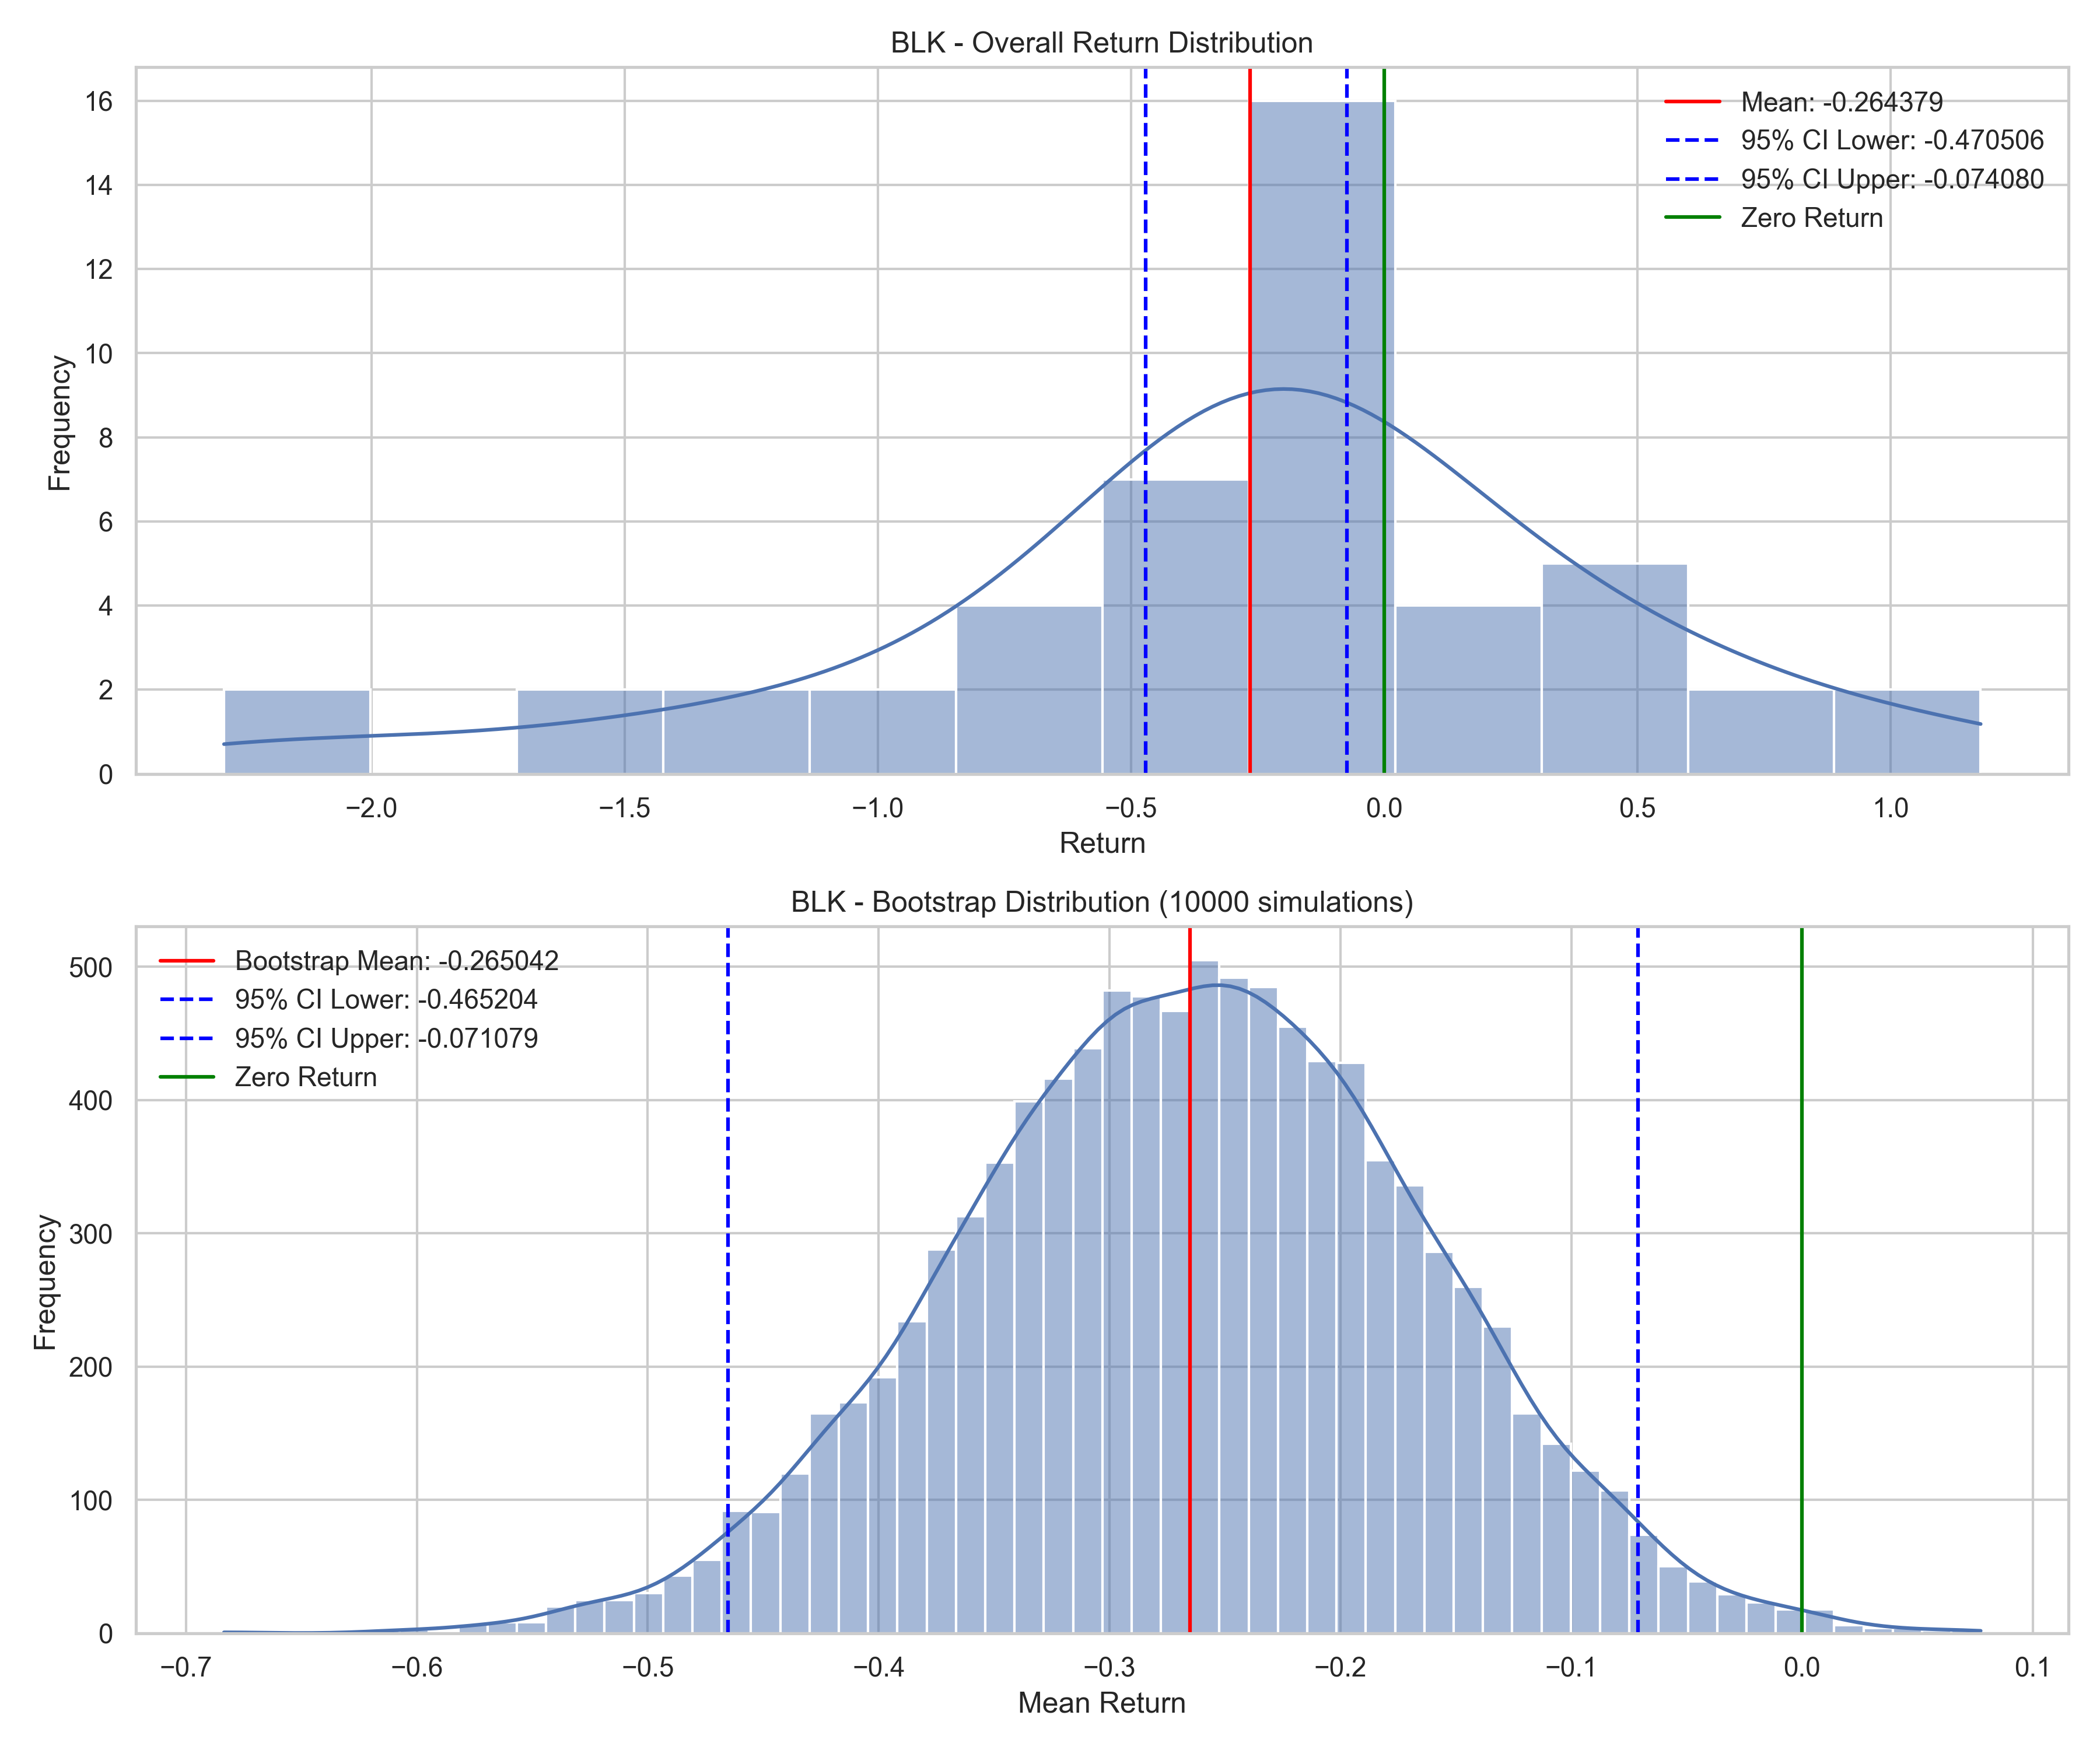 BLK - Overall Return Distribution
16
14
12
10
8
6
4
2
0
Frequency
Mean: -0.264379
95% CI Lower: -0.470506
95% CI Upper: -0.074080
Zero Return
−2.0 −1.5 −1.0 −0.5 0.0 0.5 1.0
Return
BLK - Bootstrap Distribution (10000 simulations)
500
400
300
200
100
0
Frequency
Bootstrap Mean: -0.265042
95% CI Lower: -0.465204
95% CI Upper: -0.071079
Zero Return
−0.7 −0.6 −0.5 −0.4 −0.3 −0.2 −0.1 0.0 0.1
Mean Return